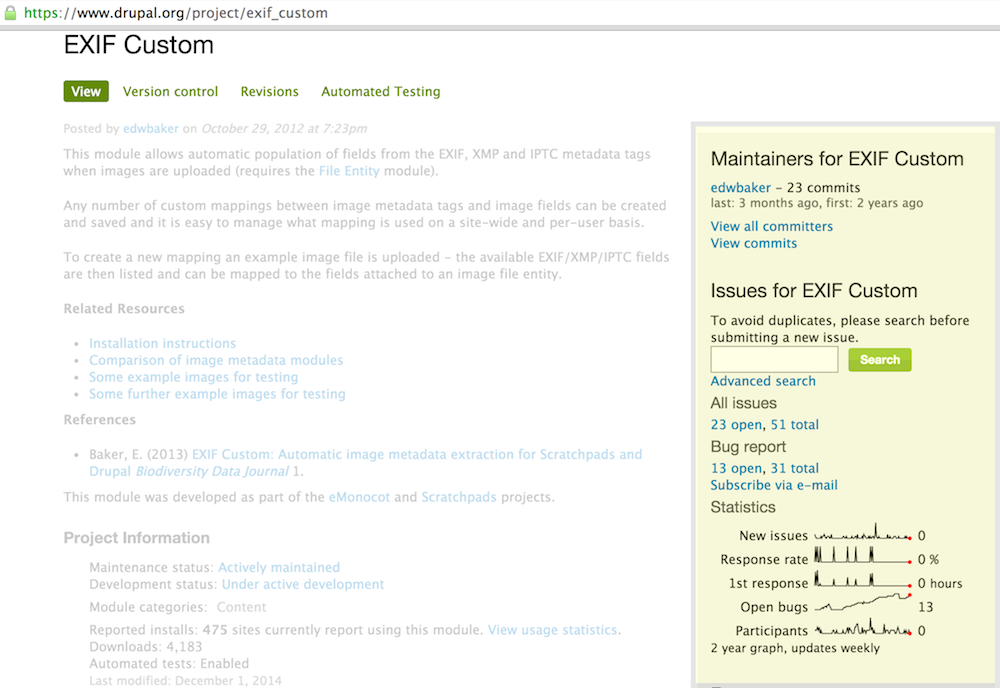 https://www.drupal.org/project/exif_custom
EXIF Custom
View Version control Revisions Automated Testing
Posted by edwbaker on October 29, 2012 at 7:23pm
This module allows automatic population of fields from the EXIF, XMP and IPTC metadata tags
when images are uploaded (requires the File Entity module).
Any number of custom mappings between image metadata tags and image fields can be created
and saved and it is easy to manage what mapping is used on a site-wide and per-user basis.
To create a new mapping an example image file is uploaded – the available EXIF/XMP/IPTC fields
are then listed and can be mapped to the fields attached to an image file entity.
Related Resources
• Installation instructions
• Comparison of image metadata modules
• Some example images for testing
• Some further example images for testing
References
• Baker, E. (2013) EXIF Custom: Automatic image metadata extraction for Scratchpads and
Drupal Biodiversity Data Journal 1.
This module was developed as part of the eMonocot and Scratchpads projects.
Project Information
Maintenance status: Actively maintained
Development status: Under active development
Module categories: Content
Reported installs: 475 sites currently report using this module. View usage statistics.
Downloads: 4,183
Automated tests: Enabled
Last modified: December 1, 2014
Maintainers for EXIF Custom
edwbaker – 23 commits
last: 3 months ago, first: 2 years ago
View all committers
View commits
Issues for EXIF Custom
To avoid duplicates, please search before
submitting a new issue.
Search
Advanced search
All issues
23 open, 51 total
Bug report
13 open, 31 total
Subscribe via e-mail
Statistics
New issues 0
Response rate 0 %
1st response 0 hours
Open bugs 13
Participants 0
2 year graph, updates weekly